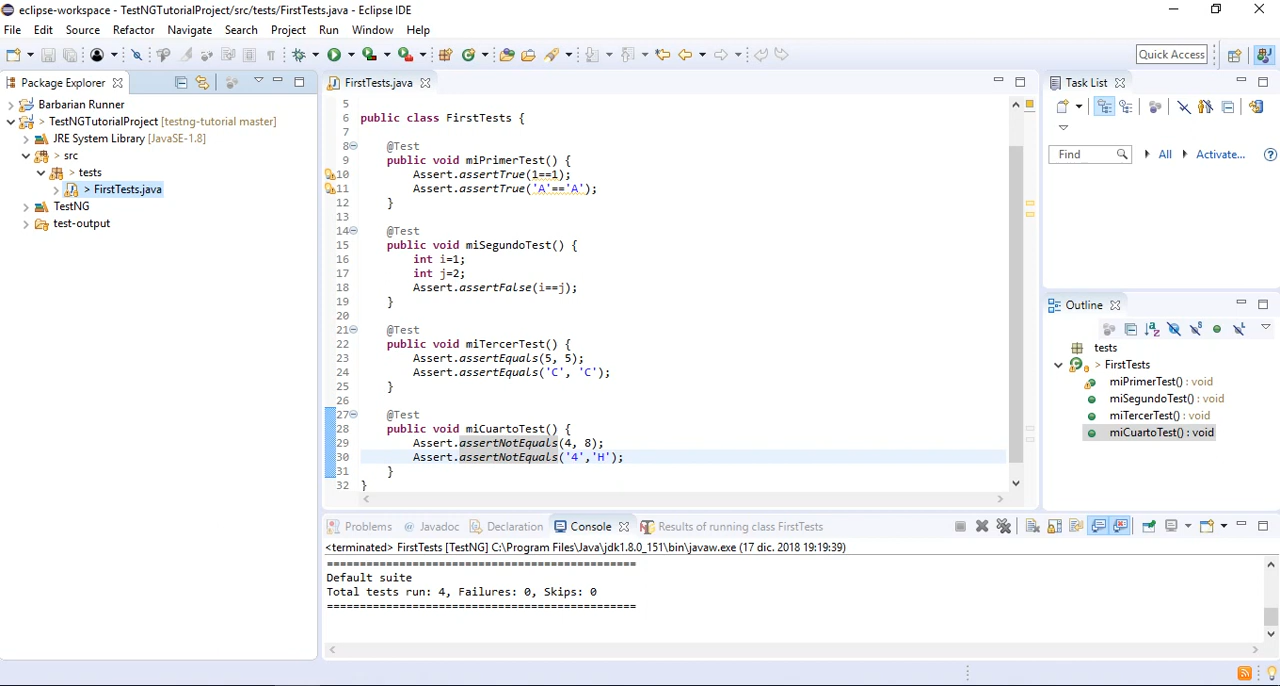 eclipse-workspace - TestNGTutorialProject/src/tests/FirstTests.java - Eclipse IDE
File Edit Source Refactor Navigate Search Project Run Window Help
Quick Access
Package Explorer
Barbarian Runner
> TestNGTutorialProject [testng-tutorial master]
JRE System Library [JavaSE-1.8]
> src
> tests
> FirstTests.java
TestNG
test-output
FirstTests.java
5
6 public class FirstTests {
7
8 @Test
9 public void miPrimerTest() {
10 Assert.assertTrue(1==1);
11 Assert.assertTrue('A'=='A');
12 }
13
14 @Test
15 public void miSegundoTest() {
16 int i=1;
17 int j=2;
18 Assert.assertFalse(i==j);
19 }
20
21 @Test
22 public void miTercerTest() {
23 Assert.assertEquals(5, 5);
24 Assert.assertEquals('C', 'C');
25 }
26
27 @Test
28 public void miCuartoTest() {
29 Assert.assertNotEquals(4, 8);
30 Assert.assertNotEquals('4','H');
31 }
32 }
Task List
Find All Activate...
Outline
tests
> FirstTests
miPrimerTest() : void
miSegundoTest() : void
miTercerTest() : void
miCuartoTest() : void
Problems @ Javadoc Declaration Console Results of running class FirstTests
<terminated> FirstTests [TestNG] C:\Program Files\Java\jdk1.8.0_151\bin\javaw.exe (17 dic. 2018 19:19:39)
===============================================
Default suite
Total tests run: 4, Failures: 0, Skips: 0
===============================================